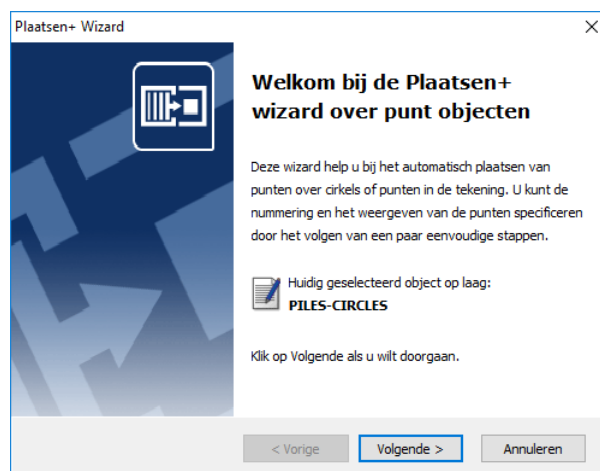 Plaatsen+ Wizard
Welkom bij de Plaatsen+
wizard over punt objecten
Deze wizard help u bij het automatisch plaatsen van
punten over cirkels of punten in de tekening. U kunt de
nummering en het weergeven van de punten specificeren
door het volgen van een paar eenvoudige stappen.
Huidig geselecteerd object op laag:
PILES-CIRCLES
Klik op Volgende als u wilt doorgaan.
< Vorige
Volgende >
Annuleren